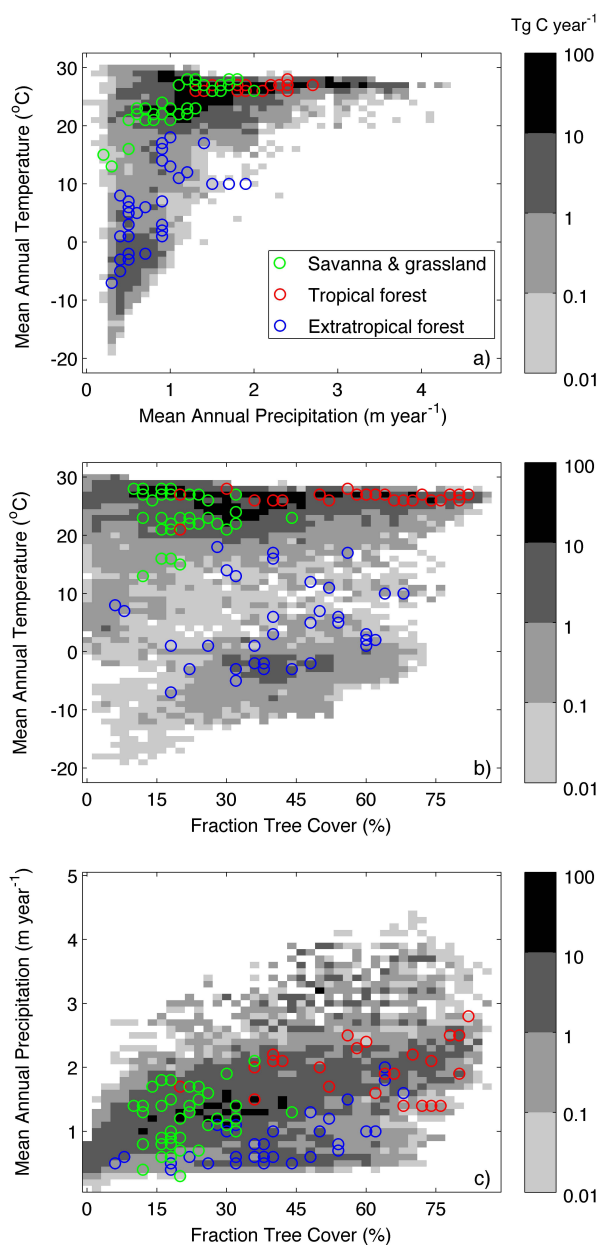 Tg C year⁻¹
30
20
10
0
-10
-20
Mean Annual Temperature (°C)
0 1 2 3 4
Mean Annual Precipitation (m year⁻¹)
Savanna & grassland
Tropical forest
Extratropical forest
a)
100
10
1
0.1
0.01
30
20
10
0
-10
-20
Mean Annual Temperature (°C)
0 15 30 45 60 75
Fraction Tree Cover (%)
b)
100
10
1
0.1
0.01
5
4
3
2
1
Mean Annual Precipitation (m year⁻¹)
0 15 30 45 60 75
Fraction Tree Cover (%)
c)
100
10
1
0.1
0.01